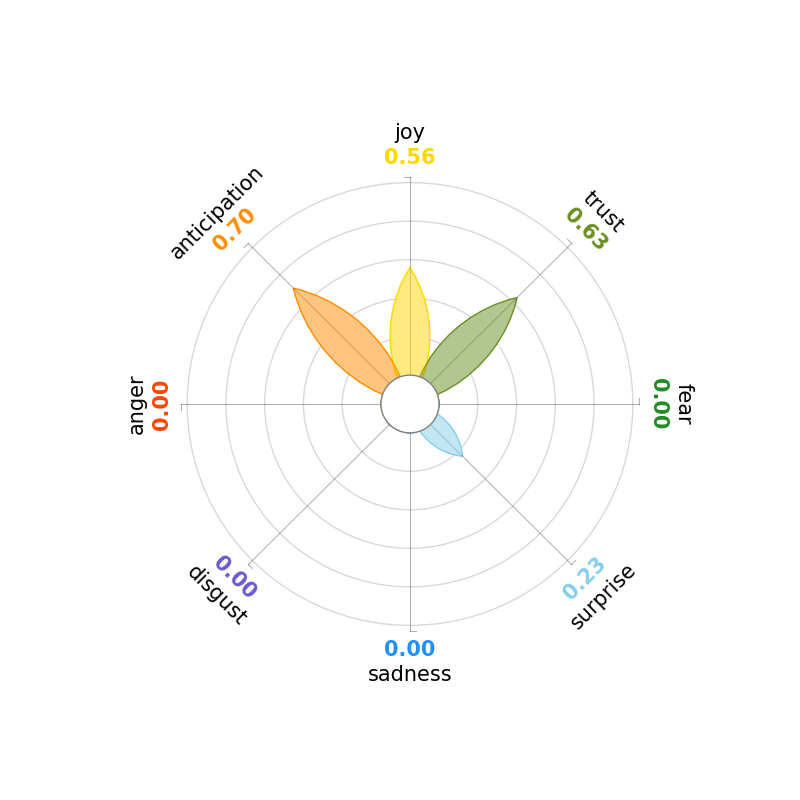 joy
0.56
anticipation
0.70
trust
0.63
anger
0.00
fear
0.00
disgust
0.00
surprise
0.23
0.00
sadness